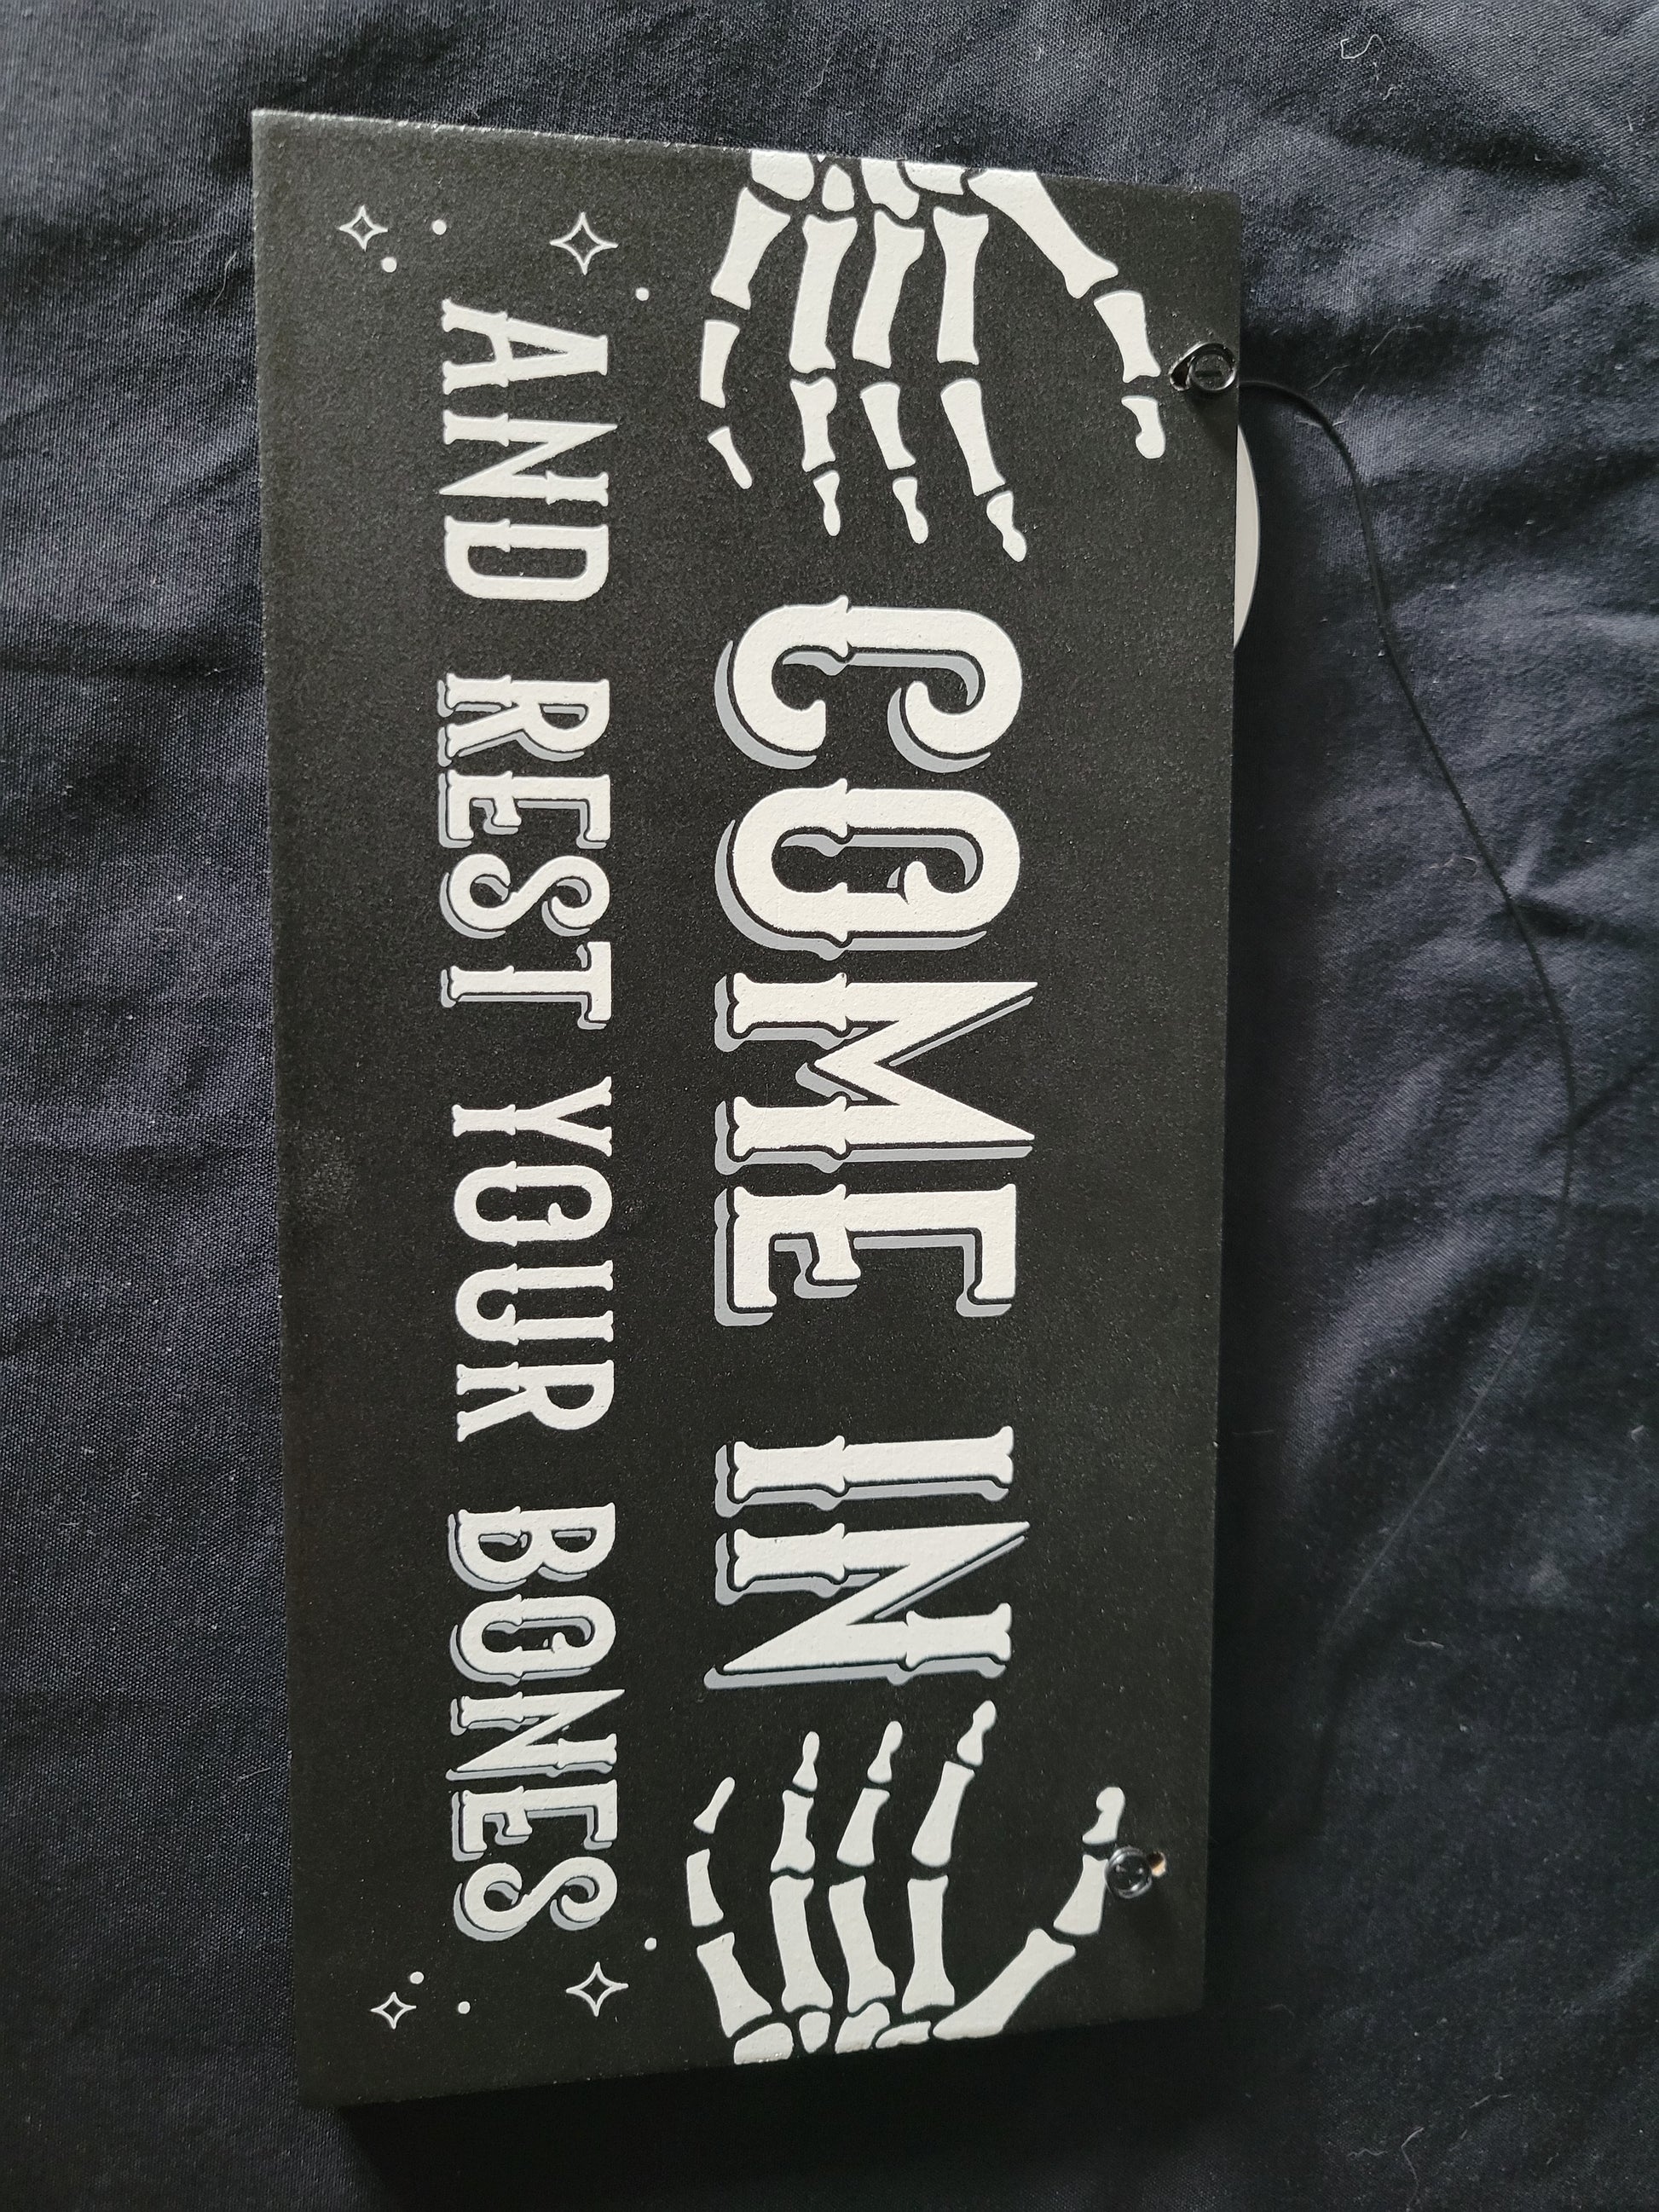 COME IN
AND REST YOUR BONES